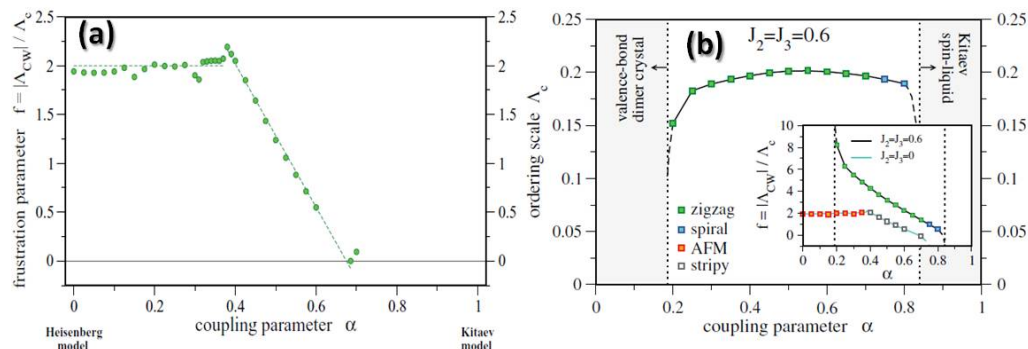 (a)
frustration parameter f = |Λ_CW| / Λ_c
2.5
2
1.5
1
0.5
0
2.5
2
1.5
1
0.5
0
0 0.2 0.4 0.6 0.8 1
coupling parameter α
Heisenberg
model
Kitaev
model
(b)
J₂=J₃=0.6
ordering scale Λ_c
0.25
0.2
0.15
0.1
0.05
0
0.25
0.2
0.15
0.1
0.05
0
valence-bond
dimer crystal
Kitaev
spin-liquid
zigzag
spiral
AFM
stripy
f = |Λ_CW| / Λ_c
10
8
6
4
2
0
J₂=J₃=0.6
J₂=J₃=0
0 0.2 0.4 0.6 0.8 1
α
0 0.2 0.4 0.6 0.8 1
coupling parameter α